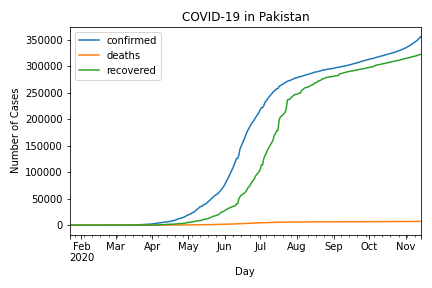 COVID-19 in Pakistan
confirmed
deaths
recovered
Number of Cases
350000
300000
250000
200000
150000
100000
50000
0
Feb Mar Apr May Jun Jul Aug Sep Oct Nov
2020
Day